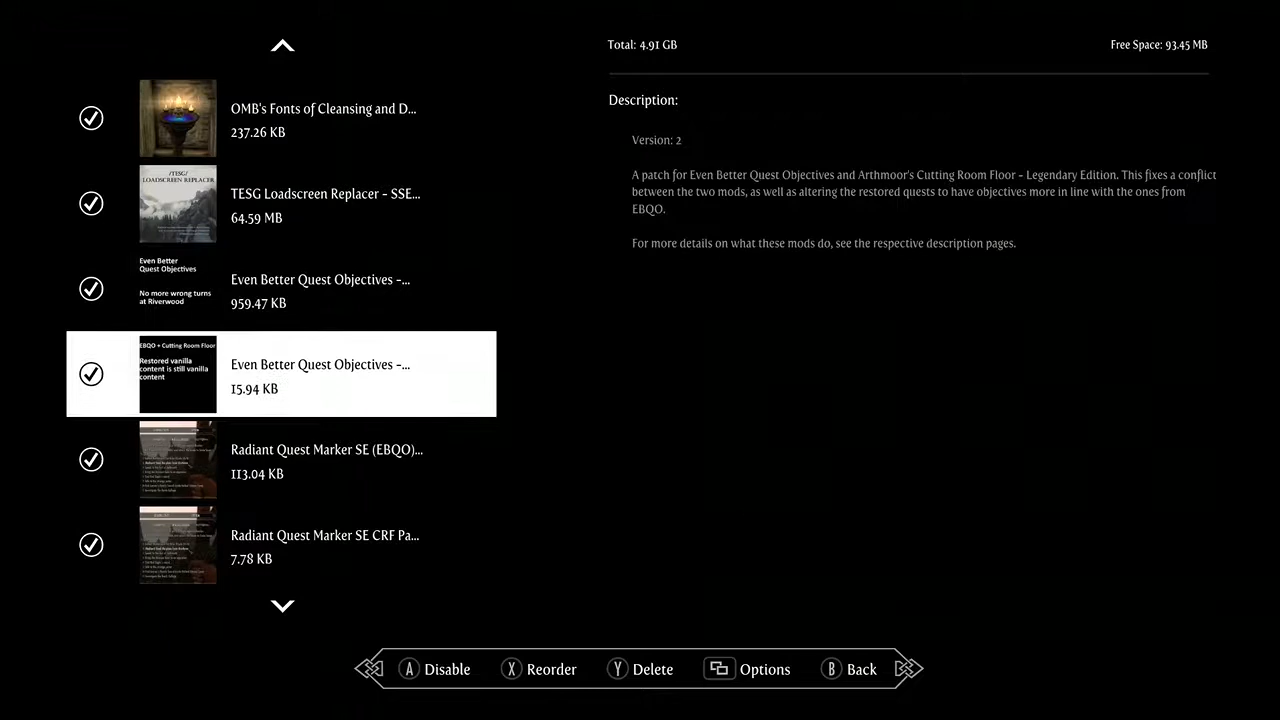 Total: 4.91 GB
Free Space: 93.45 MB
OMB's Fonts of Cleansing and D...
237.26 KB
/TESG/
LOADSCREEN REPLACER
TESG Loadscreen Replacer - SSE...
64.59 MB
Even Better
Quest Objectives
No more wrong turns
at Riverwood
Even Better Quest Objectives -...
959.47 KB
EBQO + Cutting Room Floor
Restored vanilla
content is still vanilla
content
Even Better Quest Objectives -...
15.94 KB
Radiant Quest Marker SE (EBQO)...
113.04 KB
Radiant Quest Marker SE CRF Pa...
7.78 KB
Description:
Version: 2
A patch for Even Better Quest Objectives and Arthmoor's Cutting Room Floor - Legendary Edition. This fixes a conflict
between the two mods, as well as altering the restored quests to have objectives more in line with the ones from
EBQO.
For more details on what these mods do, see the respective description pages.
A Disable
X Reorder
Y Delete
Options
B Back